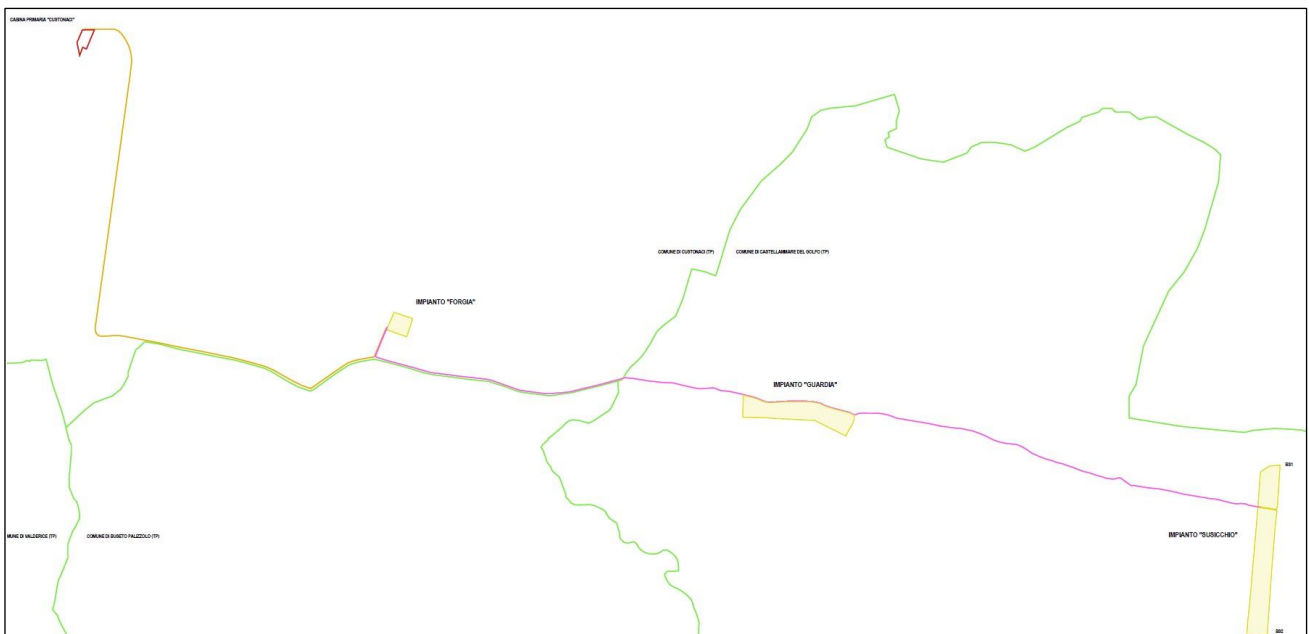 CABINA PRIMARIA "CUSTONACI"
COMUNE DI CUSTONACI (TP)
COMUNE DI CASTELLAMMARE DEL GOLFO (TP)
IMPIANTO "FORGIA"
IMPIANTO "GUARDIA"
MUNE DI VALDERICE (TP)
COMUNE DI BUSETO PALIZZOLO (TP)
IMPIANTO "SUSICCHIO"